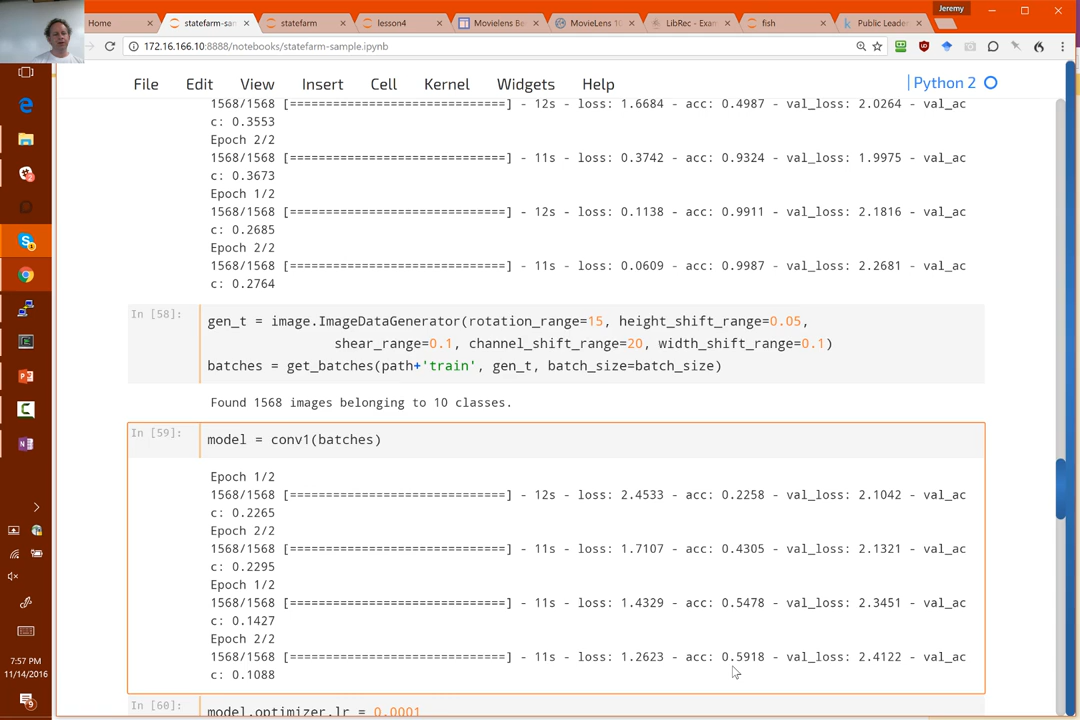 Jeremy
Home
statefarm-sam
statefarm
lesson4
Movielens Be
MovieLens 10
LibRec - Exam
fish
Public Leader
172.16.166.10:8888/notebooks/statefarm-sample.ipynb
File Edit View Insert Cell Kernel Widgets Help
Python 2
1568/1568 [==============================] - 12s - loss: 1.6684 - acc: 0.4987 - val_loss: 2.0264 - val_ac
c: 0.3553
Epoch 2/2
1568/1568 [==============================] - 11s - loss: 0.3742 - acc: 0.9324 - val_loss: 1.9975 - val_ac
c: 0.3673
Epoch 1/2
1568/1568 [==============================] - 12s - loss: 0.1138 - acc: 0.9911 - val_loss: 2.1816 - val_ac
c: 0.2685
Epoch 2/2
1568/1568 [==============================] - 11s - loss: 0.0609 - acc: 0.9987 - val_loss: 2.2681 - val_ac
c: 0.2764
In [58]: gen_t = image.ImageDataGenerator(rotation_range=15, height_shift_range=0.05,
shear_range=0.1, channel_shift_range=20, width_shift_range=0.1)
batches = get_batches(path+'train', gen_t, batch_size=batch_size)
Found 1568 images belonging to 10 classes.
In [59]: model = conv1(batches)
Epoch 1/2
1568/1568 [==============================] - 12s - loss: 2.4533 - acc: 0.2258 - val_loss: 2.1042 - val_ac
c: 0.2265
Epoch 2/2
1568/1568 [==============================] - 11s - loss: 1.7107 - acc: 0.4305 - val_loss: 2.1321 - val_ac
c: 0.2295
Epoch 1/2
1568/1568 [==============================] - 11s - loss: 1.4329 - acc: 0.5478 - val_loss: 2.3451 - val_ac
c: 0.1427
Epoch 2/2
1568/1568 [==============================] - 11s - loss: 1.2623 - acc: 0.5918 - val_loss: 2.4122 - val_ac
c: 0.1088
In [60]: model.optimizer.lr = 0.0001
7:57 PM
11/14/2016